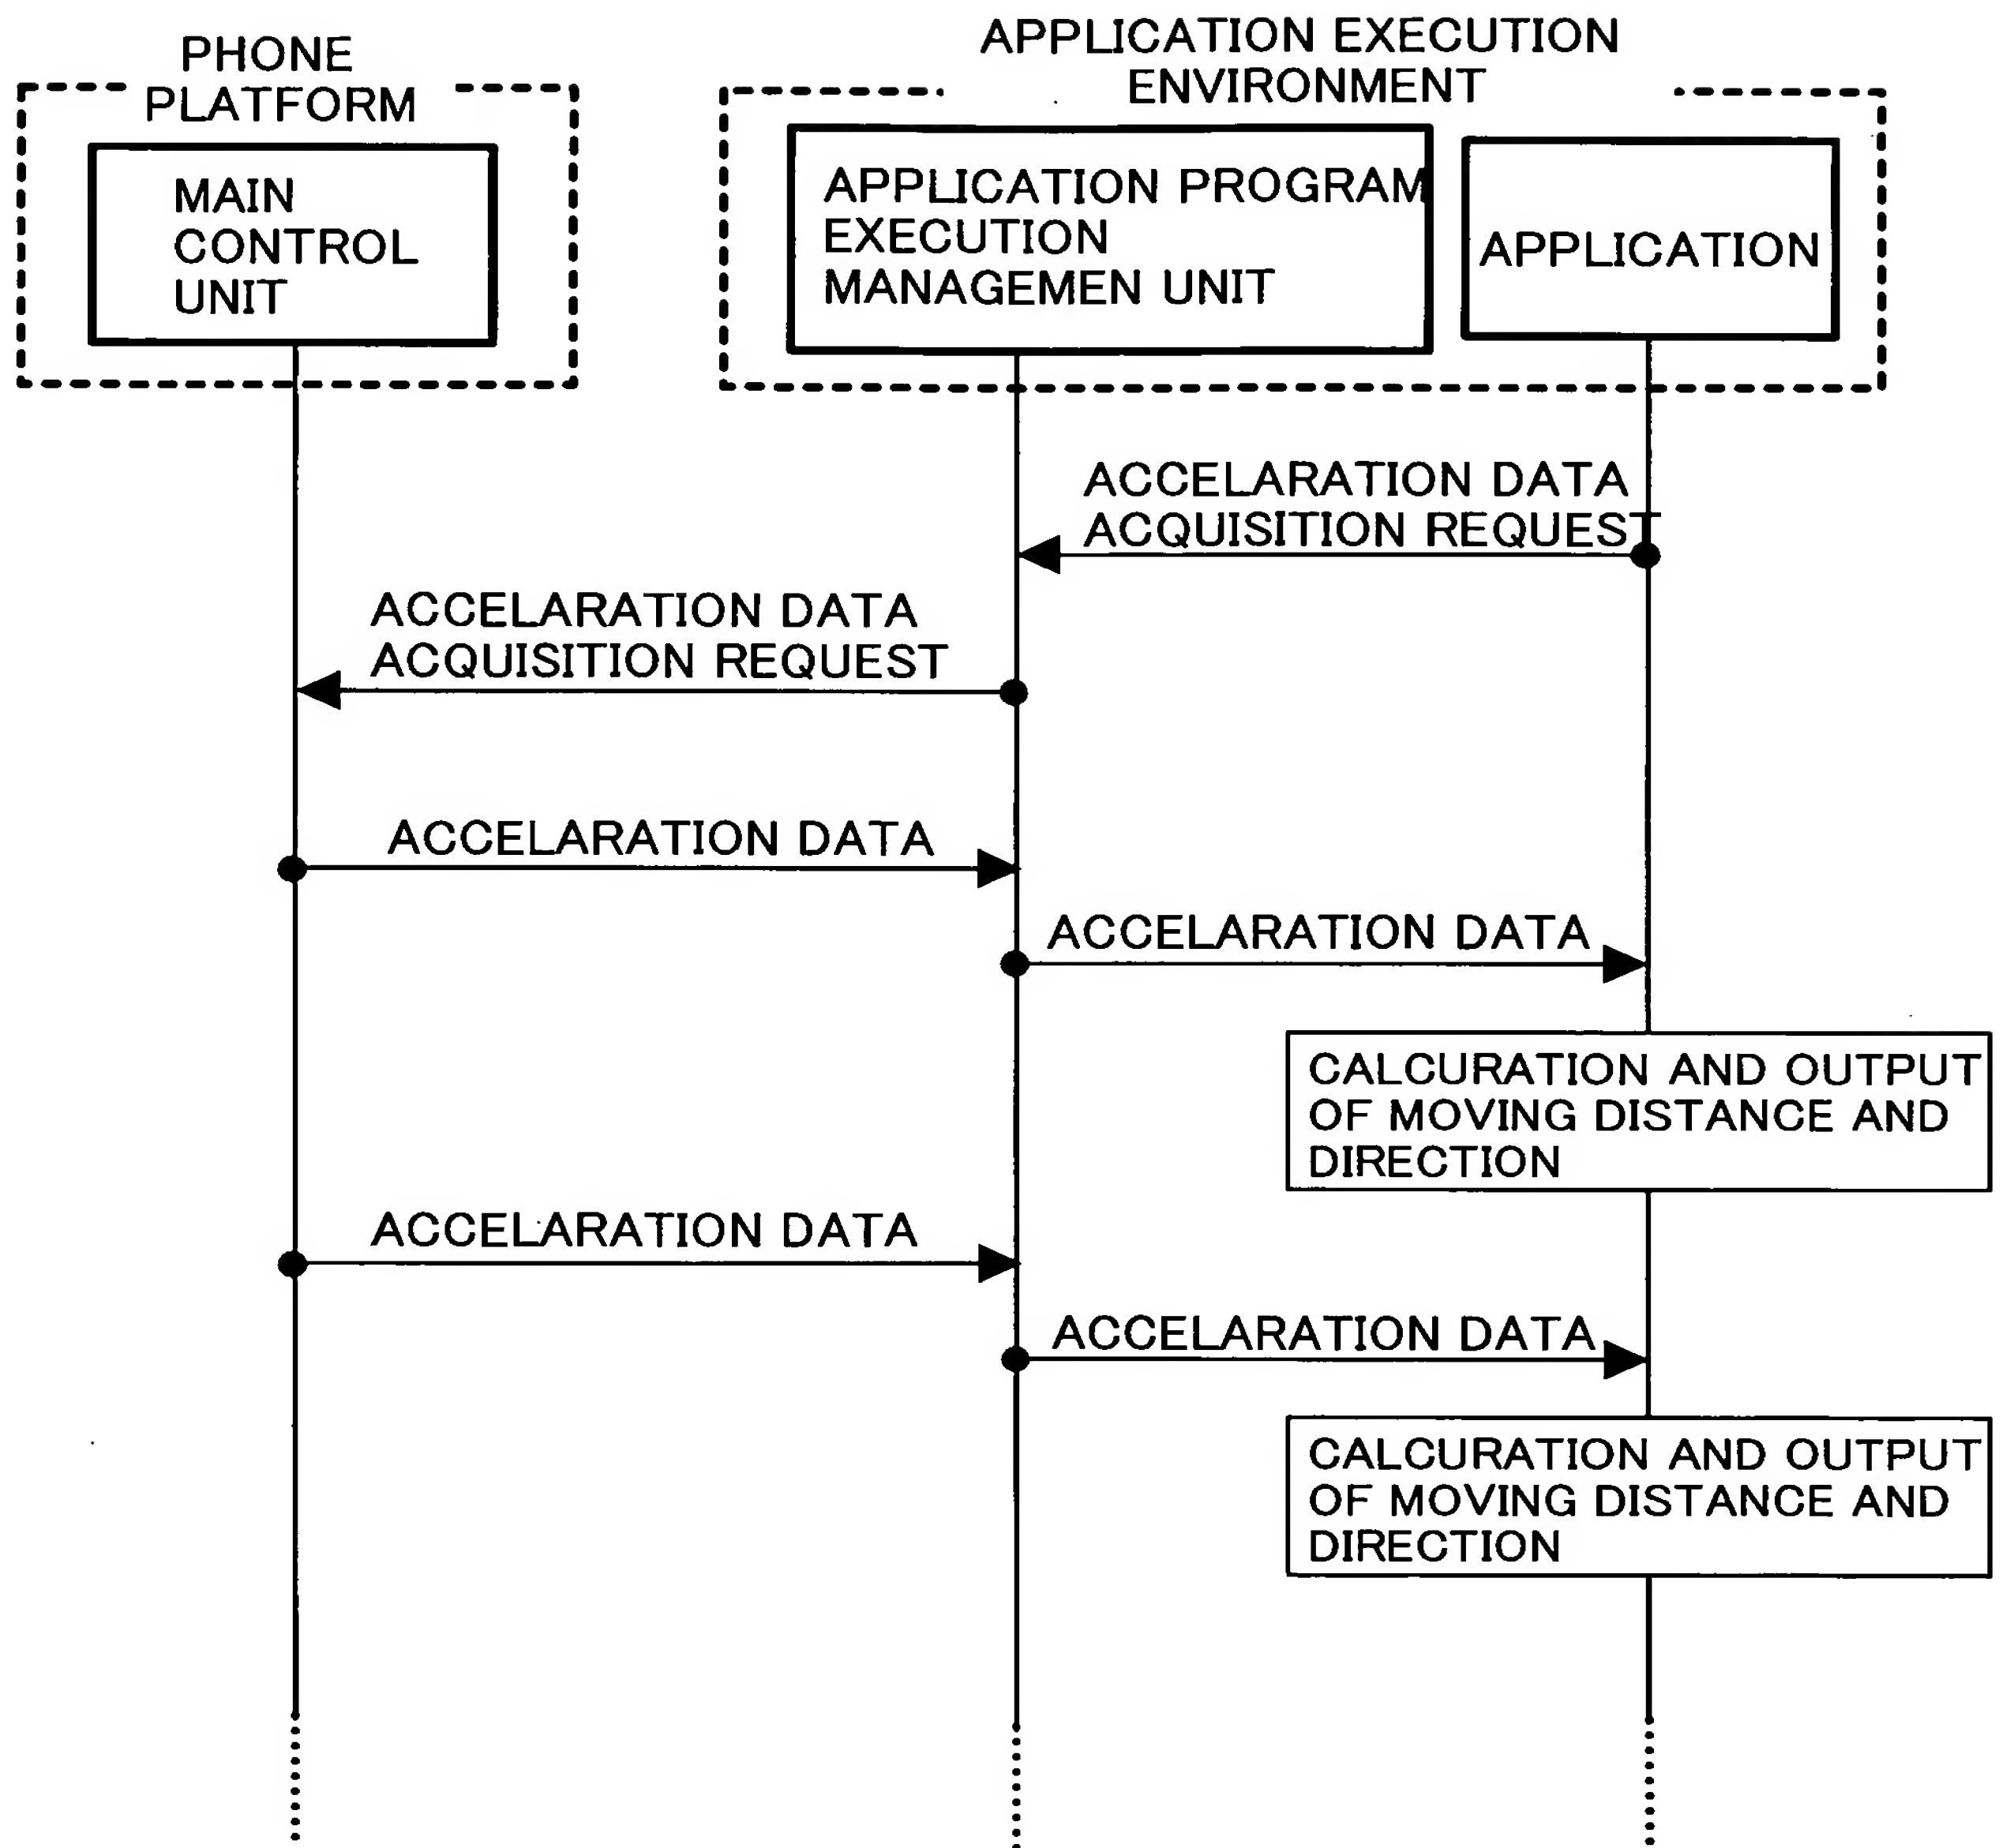 PHONE
PLATFORM
APPLICATION EXECUTION
ENVIRONMENT
MAIN
CONTROL
UNIT
APPLICATION PROGRAM
EXECUTION
MANAGEMEN UNIT
APPLICATION
ACCELARATION DATA
ACQUISITION REQUEST
ACCELARATION DATA
ACQUISITION REQUEST
ACCELARATION DATA
ACCELARATION DATA
CALCURATION AND OUTPUT
OF MOVING DISTANCE AND
DIRECTION
ACCELARATION DATA
ACCELARATION DATA
CALCURATION AND OUTPUT
OF MOVING DISTANCE AND
DIRECTION